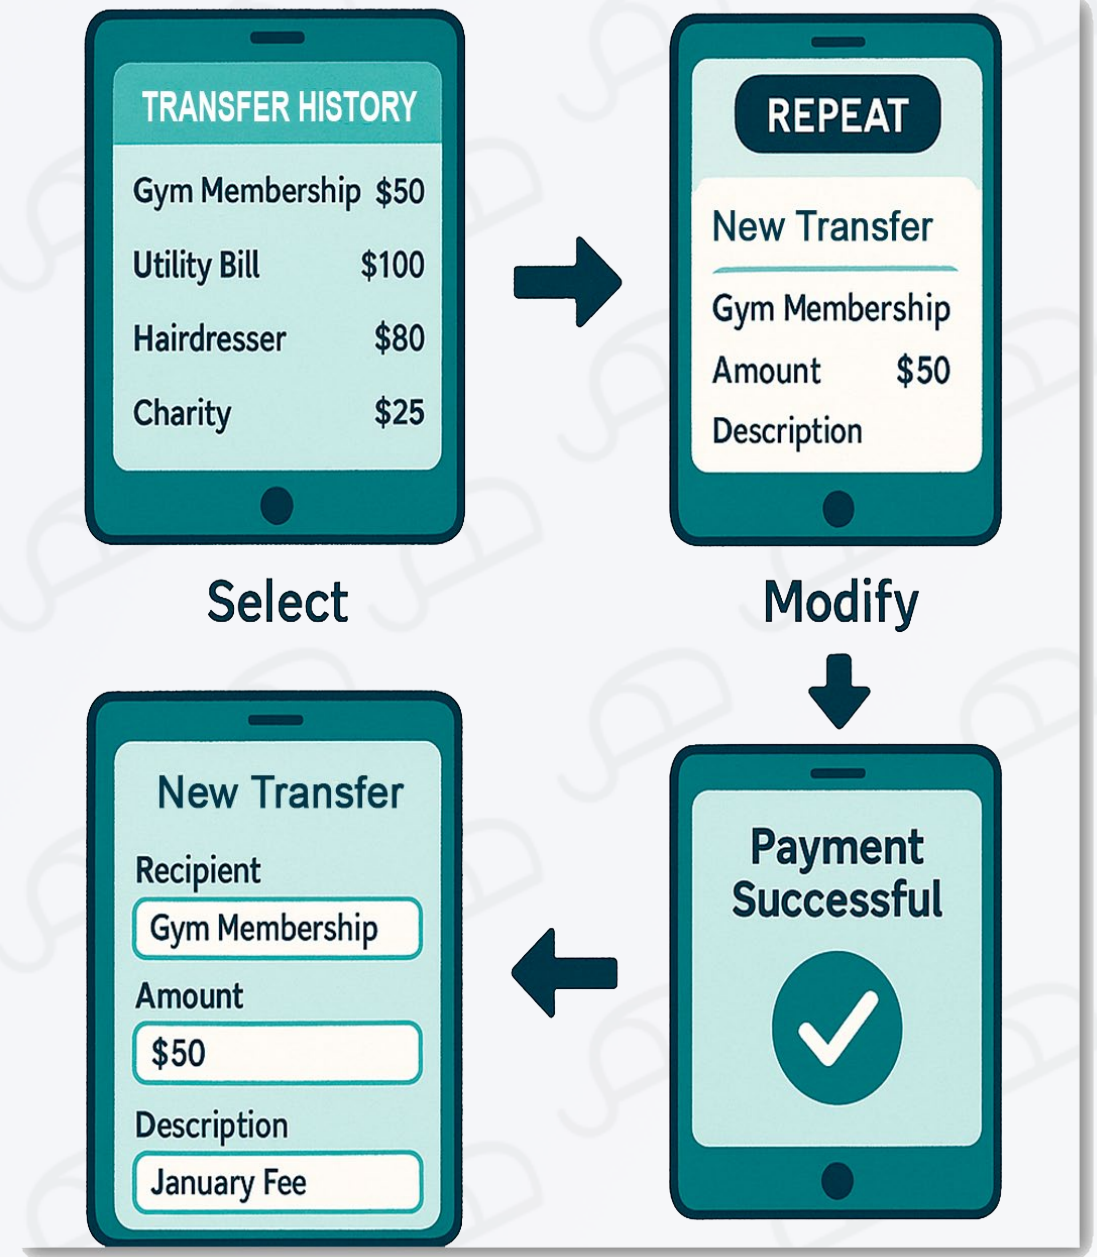 TRANSFER HISTORY
Gym Membership $50
Utility Bill $100
Hairdresser $80
Charity $25
Select
REPEAT
New Transfer
Gym Membership
Amount $50
Description
Modify
Payment
Successful
New Transfer
Recipient
Gym Membership
Amount
$50
Description
January Fee